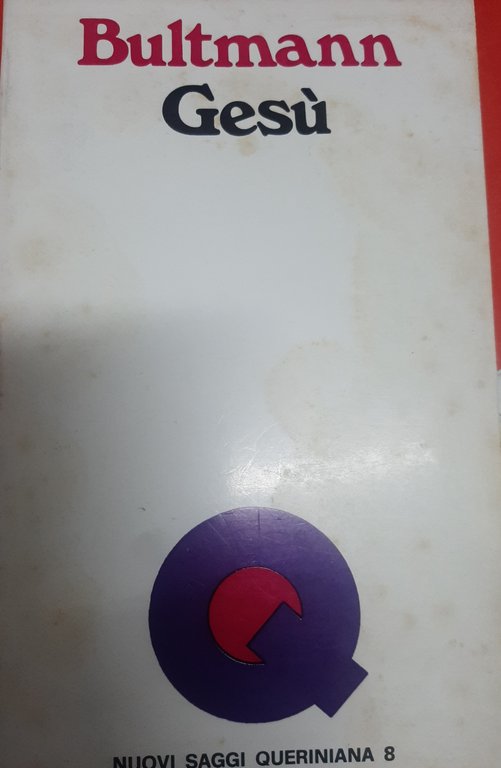 Bultmann
Gesù
NUOVI SAGGI QUERINIANA 8